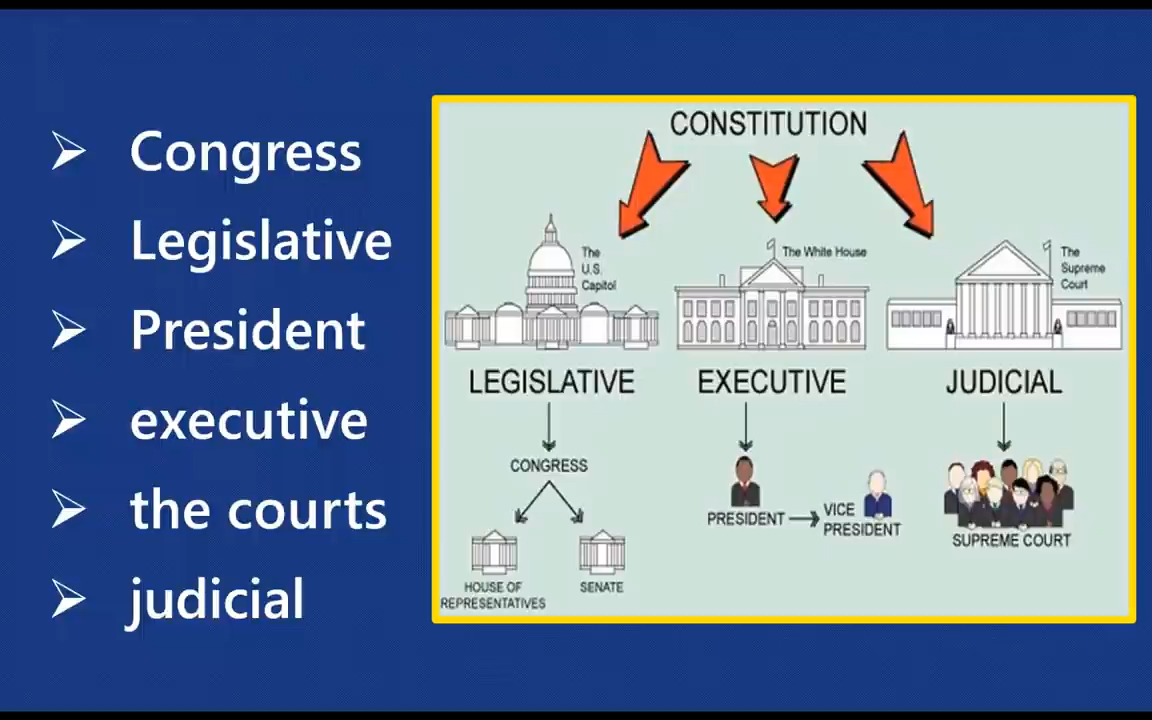 Congress
Legislative
President
executive
the courts
judicial
CONSTITUTION
The
U.S.
Capitol
The White House
The
Supreme
Court
LEGISLATIVE
EXECUTIVE
JUDICIAL
CONGRESS
HOUSE OF
REPRESENTATIVES
SENATE
PRESIDENT
VICE
PRESIDENT
SUPREME COURT